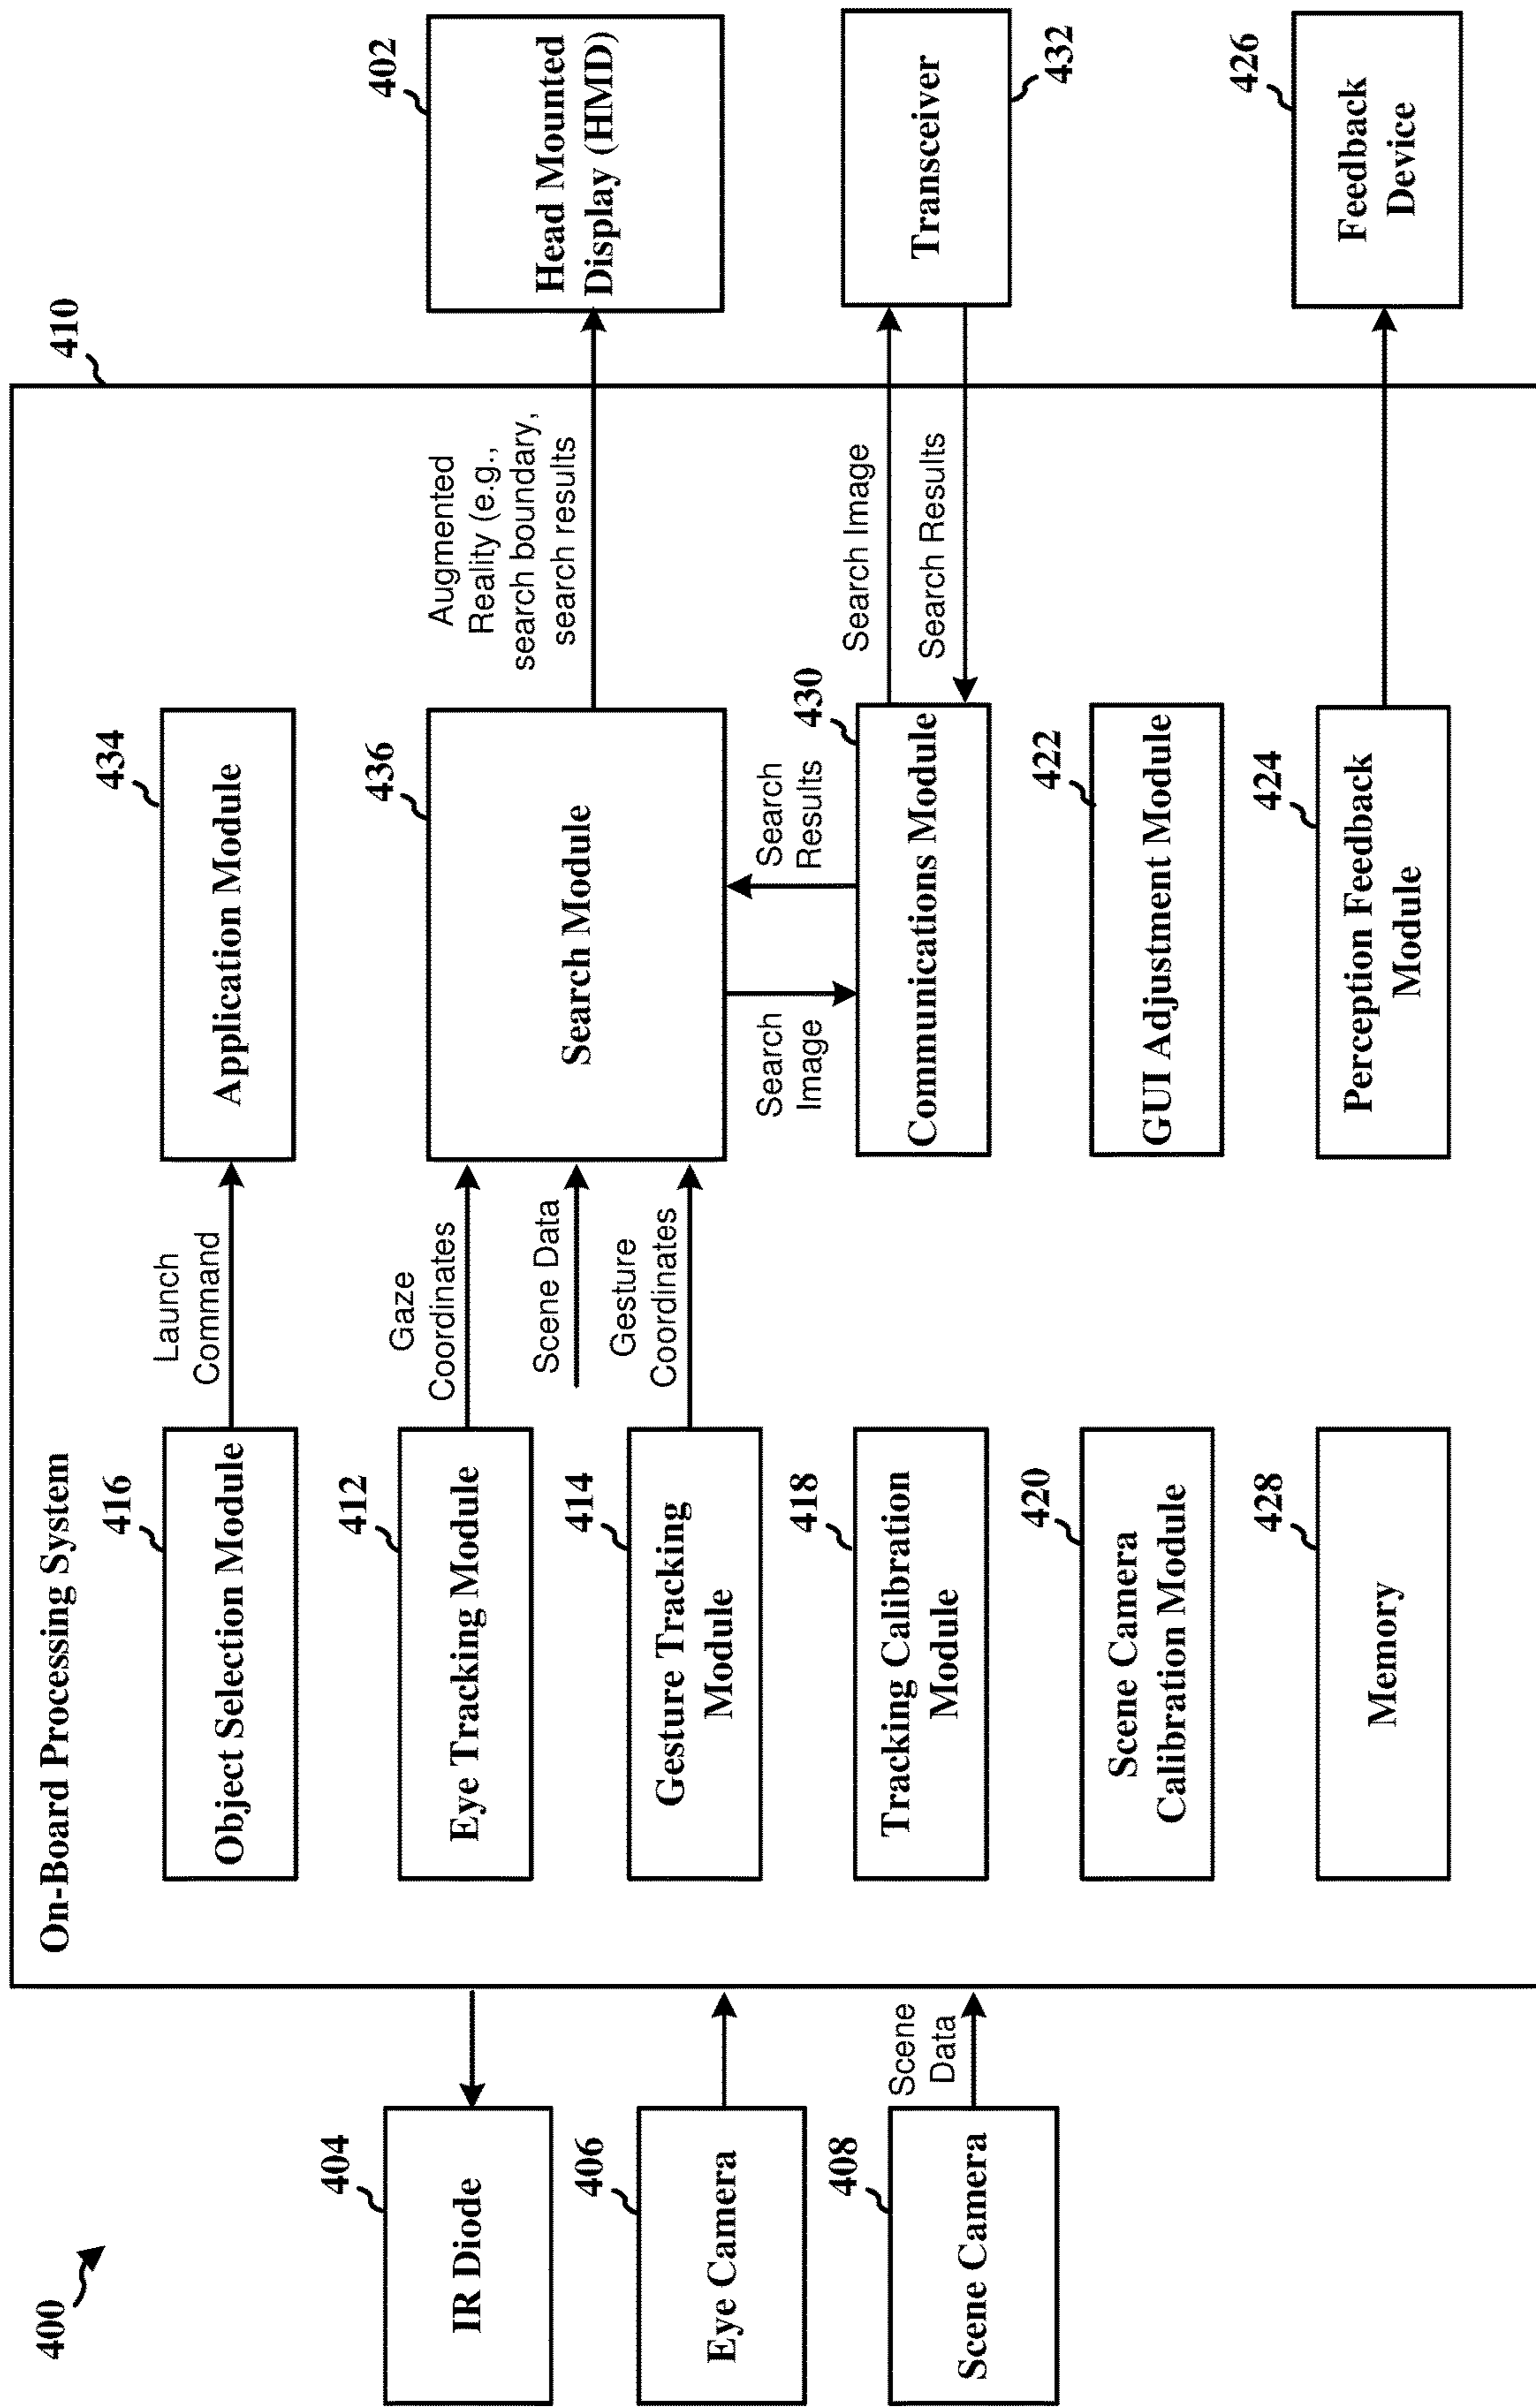 400
404
IR Diode
406
Eye Camera
408
Scene Camera
Scene
Data
410
On-Board Processing System
416
Object Selection Module
Launch
Command
434
Application Module
412
Eye Tracking Module
Gaze
Coordinates
Scene Data
414
Gesture Tracking
Module
Gesture
Coordinates
436
Search Module
Augmented
Reality (e.g.,
search boundary,
search results
402
Head Mounted
Display (HMD)
Search
Image
Search
Results
418
Tracking Calibration
Module
430
Communications Module
Search Image
Search Results
Transceiver
432
420
Scene Camera
Calibration Module
422
GUI Adjustment Module
428
Memory
424
Perception Feedback
Module
426
Feedback
Device